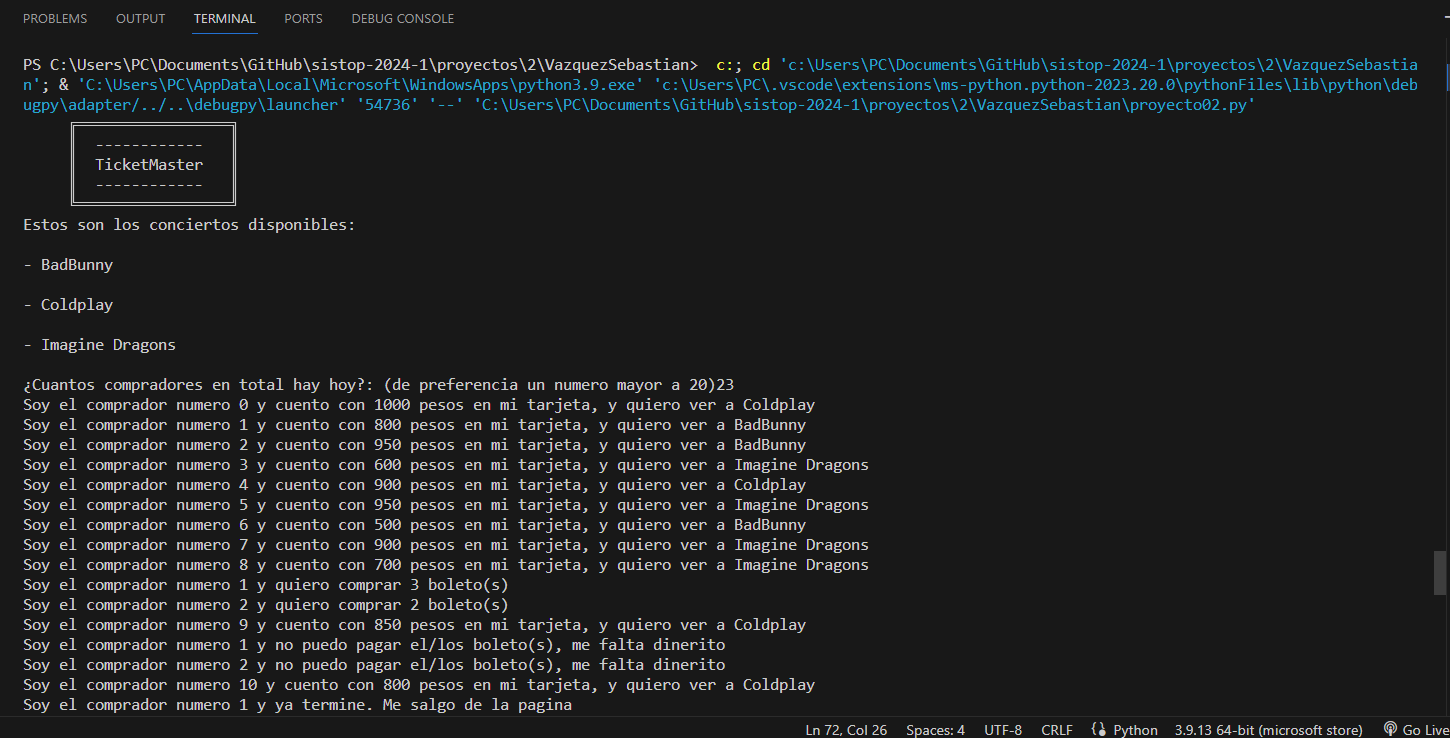 PROBLEMS OUTPUT TERMINAL PORTS DEBUG CONSOLE
PS C:\Users\PC\Documents\GitHub\sistop-2024-1\proyectos\2\VazquezSebastian>  c:; cd 'c:\Users\PC\Documents\GitHub\sistop-2024-1\proyectos\2\VazquezSebastia
n'; & 'C:\Users\PC\AppData\Local\Microsoft\WindowsApps\python3.9.exe' 'c:\Users\PC\.vscode\extensions\ms-python.python-2023.20.0\pythonFiles\lib\python\deb
ugpy\adapter/../..\debugpy\launcher' '54736' '--' 'C:\Users\PC\Documents\GitHub\sistop-2024-1\proyectos\2\VazquezSebastian\proyecto02.py'
------------
TicketMaster
------------
Estos son los conciertos disponibles:
- BadBunny
- Coldplay
- Imagine Dragons
¿Cuantos compradores en total hay hoy?: (de preferencia un numero mayor a 20)23
Soy el comprador numero 0 y cuento con 1000 pesos en mi tarjeta, y quiero ver a Coldplay
Soy el comprador numero 1 y cuento con 800 pesos en mi tarjeta, y quiero ver a BadBunny
Soy el comprador numero 2 y cuento con 950 pesos en mi tarjeta, y quiero ver a BadBunny
Soy el comprador numero 3 y cuento con 600 pesos en mi tarjeta, y quiero ver a Imagine Dragons
Soy el comprador numero 4 y cuento con 900 pesos en mi tarjeta, y quiero ver a Coldplay
Soy el comprador numero 5 y cuento con 950 pesos en mi tarjeta, y quiero ver a Imagine Dragons
Soy el comprador numero 6 y cuento con 500 pesos en mi tarjeta, y quiero ver a BadBunny
Soy el comprador numero 7 y cuento con 900 pesos en mi tarjeta, y quiero ver a Imagine Dragons
Soy el comprador numero 8 y cuento con 700 pesos en mi tarjeta, y quiero ver a Imagine Dragons
Soy el comprador numero 1 y quiero comprar 3 boleto(s)
Soy el comprador numero 2 y quiero comprar 2 boleto(s)
Soy el comprador numero 9 y cuento con 850 pesos en mi tarjeta, y quiero ver a Coldplay
Soy el comprador numero 1 y no puedo pagar el/los boleto(s), me falta dinerito
Soy el comprador numero 2 y no puedo pagar el/los boleto(s), me falta dinerito
Soy el comprador numero 10 y cuento con 800 pesos en mi tarjeta, y quiero ver a Coldplay
Soy el comprador numero 1 y ya termine. Me salgo de la pagina
Ln 72, Col 26 Spaces: 4 UTF-8 CRLF Python 3.9.13 64-bit (microsoft store) Go Live